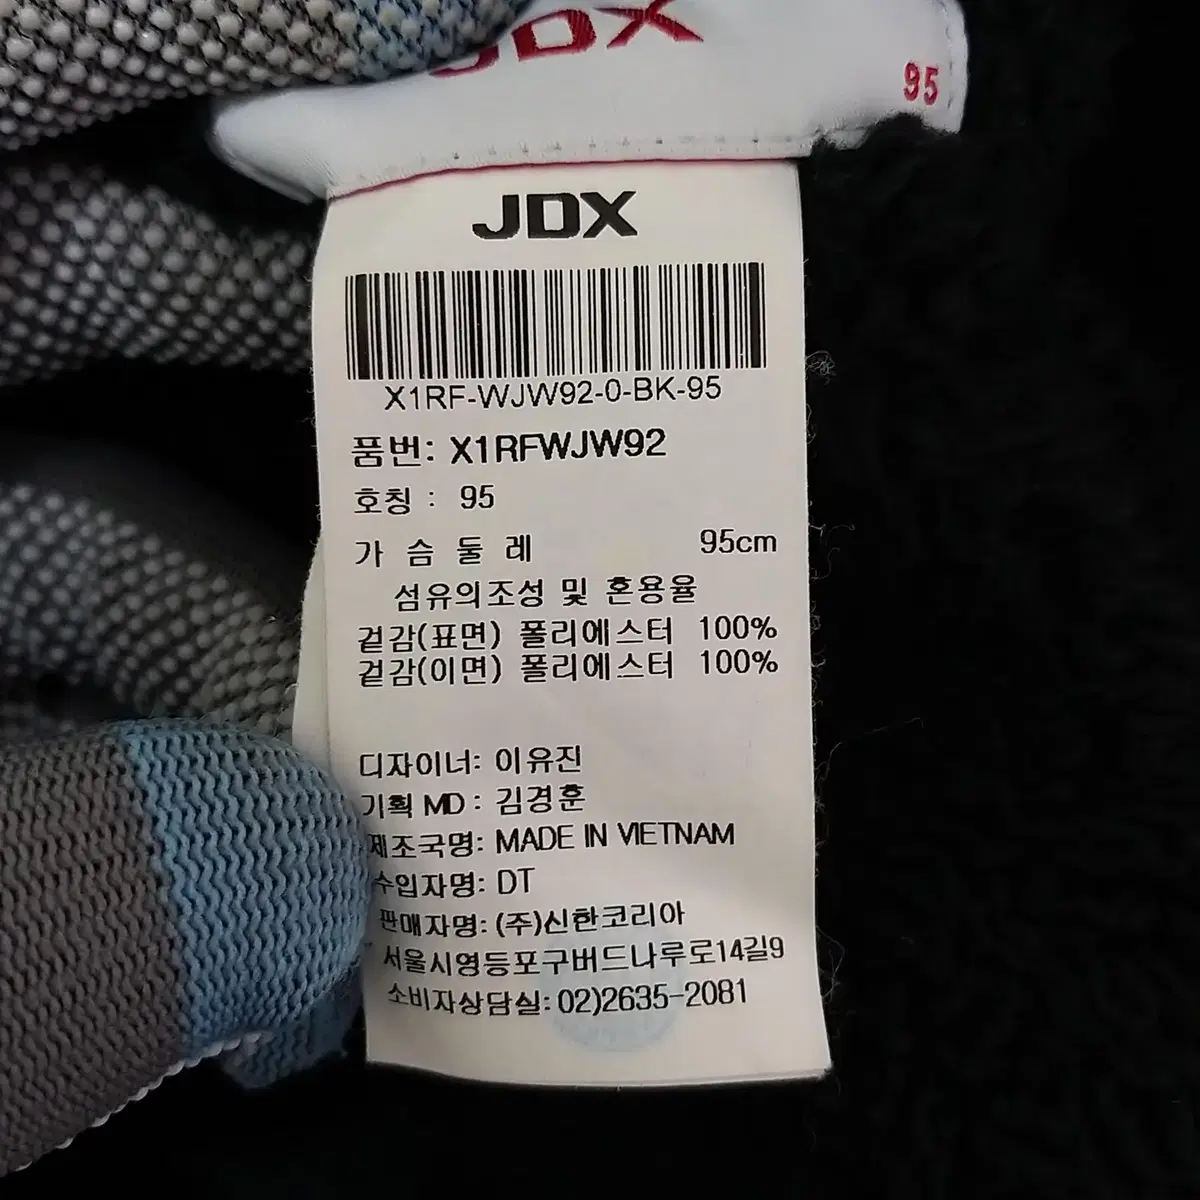 JDX
95
JDX
X1RF-WJW92-0-BK-95
품번: X1RFWJW92
호칭 : 95
가 슴 둘 레 95cm
섬유의조성 및 혼용율
겉감(표면) 폴리에스터 100%
겉감(이면) 폴리에스터 100%
디자이너: 이유진
기획 MD : 김경훈
제조국명: MADE IN VIETNAM
수입자명: DT
판매자명: (주)신한코리아
서울시영등포구버드나루로14길9
소비자상담실: 02)2635-2081